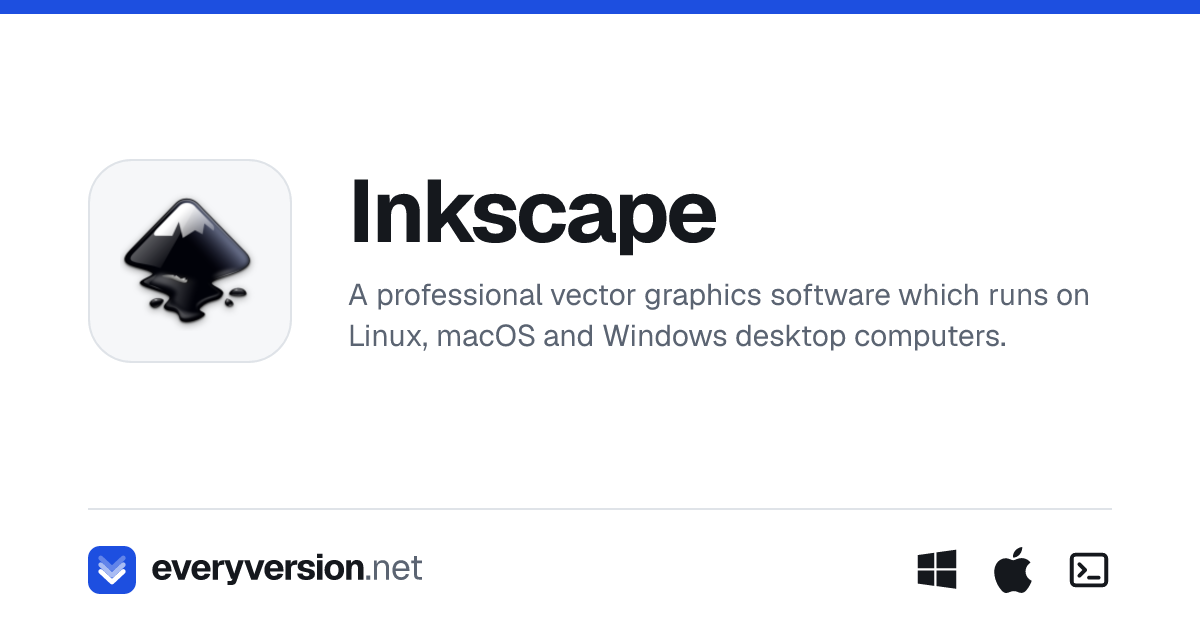 Inkscape
A professional vector graphics software which runs on
Linux, macOS and Windows desktop computers.
everyversion.net